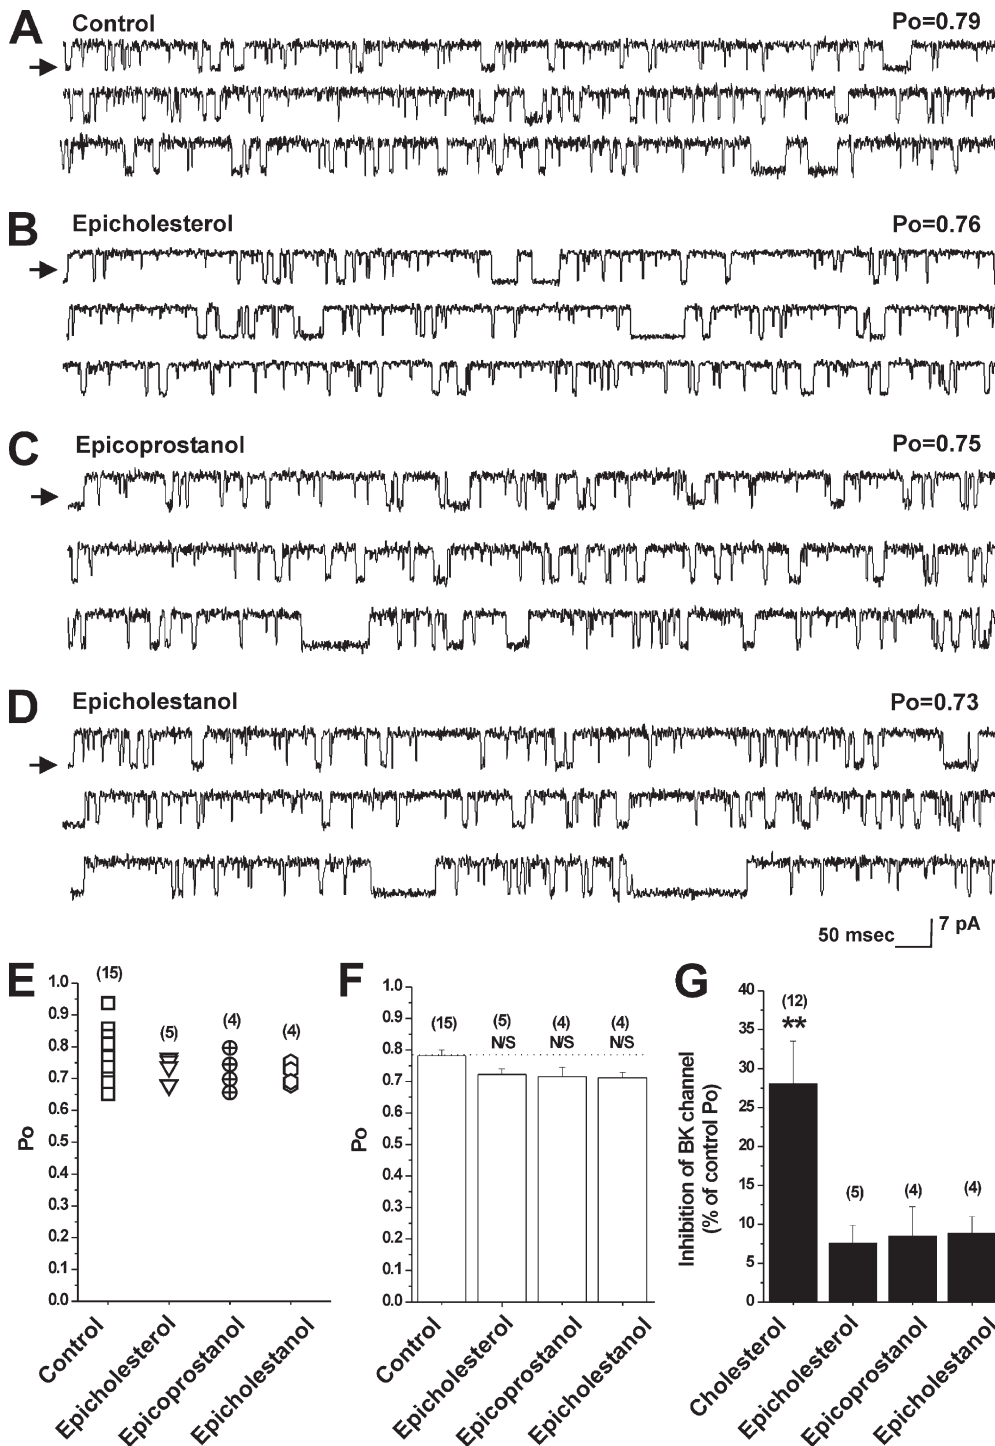 A Control Po=0.79
B Epicholesterol Po=0.76
C Epicoprostanol Po=0.75
D Epicholestanol Po=0.73
50 msec 7 pA
E
(15)
(5)
(4)
(4)
1.0
0.9
0.8
0.7
0.6
0.5
0.4
0.3
0.2
0.1
0.0
Po
Control
Epicholesterol
Epicoprostanol
Epicholestanol
F
(15)
(5)
N/S
(4)
N/S
(4)
N/S
1.0
0.9
0.8
0.7
0.6
0.5
0.4
0.3
0.2
0.1
0.0
Po
Control
Epicholesterol
Epicoprostanol
Epicholestanol
G
(12)
**
(5)
(4)
(4)
40
35
30
25
20
15
10
5
0
Inhibition of BK channel
(% of control Po)
Cholesterol
Epicholesterol
Epicoprostanol
Epicholestanol